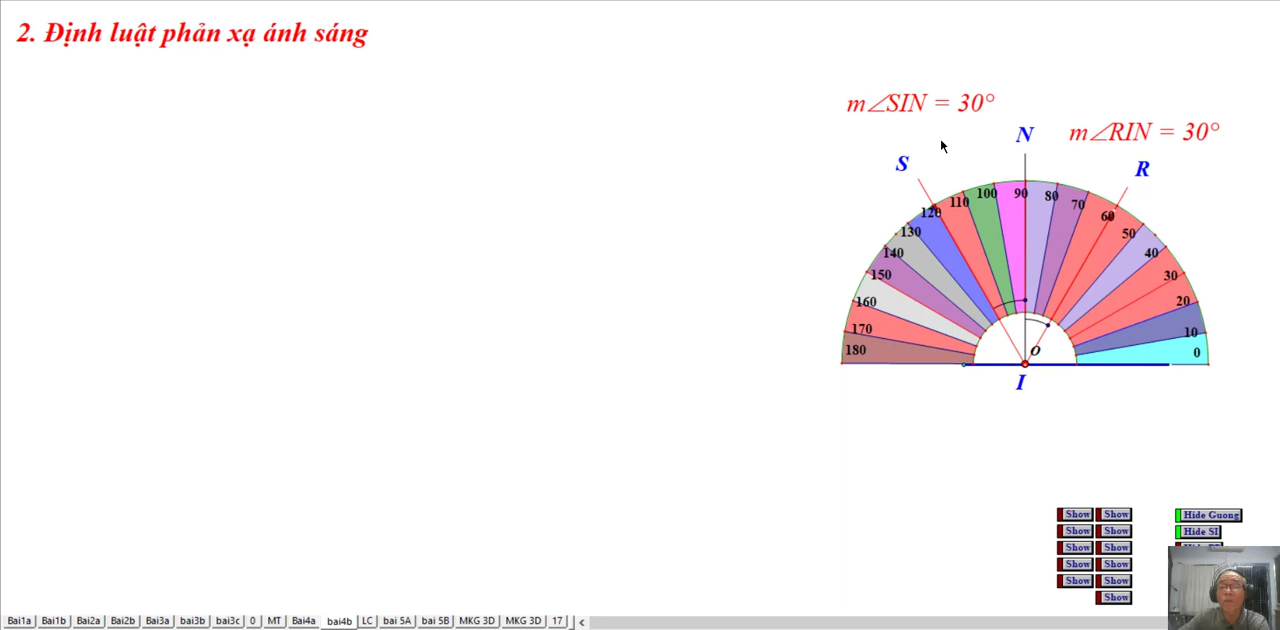 2. Định luật phản xạ ánh sáng
m∠SIN = 30°
N
m∠RIN = 30°
S
R
180 170 160 150 140 130 120 110 100 90 80 70 60 50 40 30 20 10 0
O
I
Show Show Hide Guong
Show Show Hide SI
Show Show
Show Show
Show Show
Show
Bai1a Bai1b Bai2a Bai2b Bai3a bai3b bai3c 0 MT Bai4a bai4b LC bai 5A bai 5B MKG 3D MKG 3D 17 <